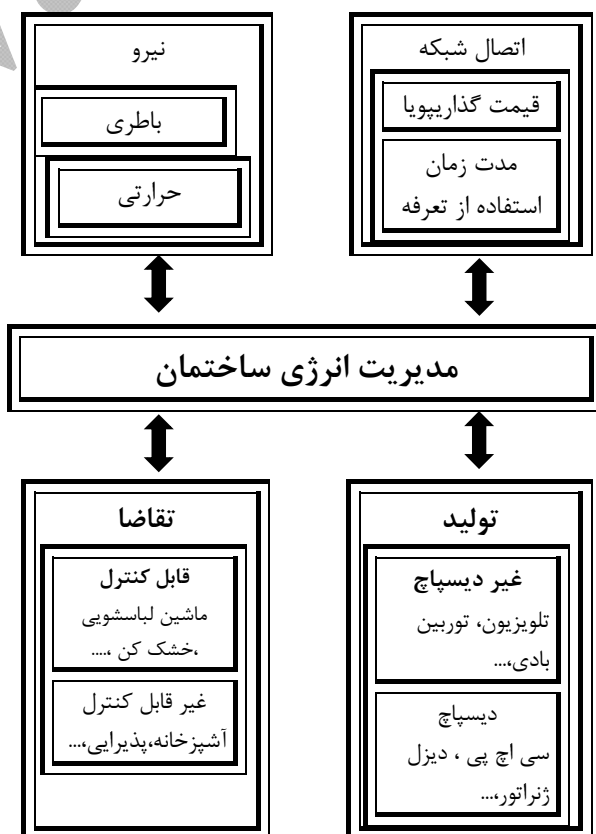 اتصال شبکه
قیمت گذاریپویا
مدت زمان
استفاده از تعرفه
نیرو
باطری
حرارتی
مدیریت انرژی ساختمان
تولید
غیر دیسپاچ
تلویزیون، توربین
بادی،...
دیسپاچ
سی اچ پی ، دیزل
ژنراتور،...
تقاضا
قابل کنترل
ماشین لباسشویی
،خشک کن ،....
غیر قابل کنترل
آشپزخانه،پذیرایی،...